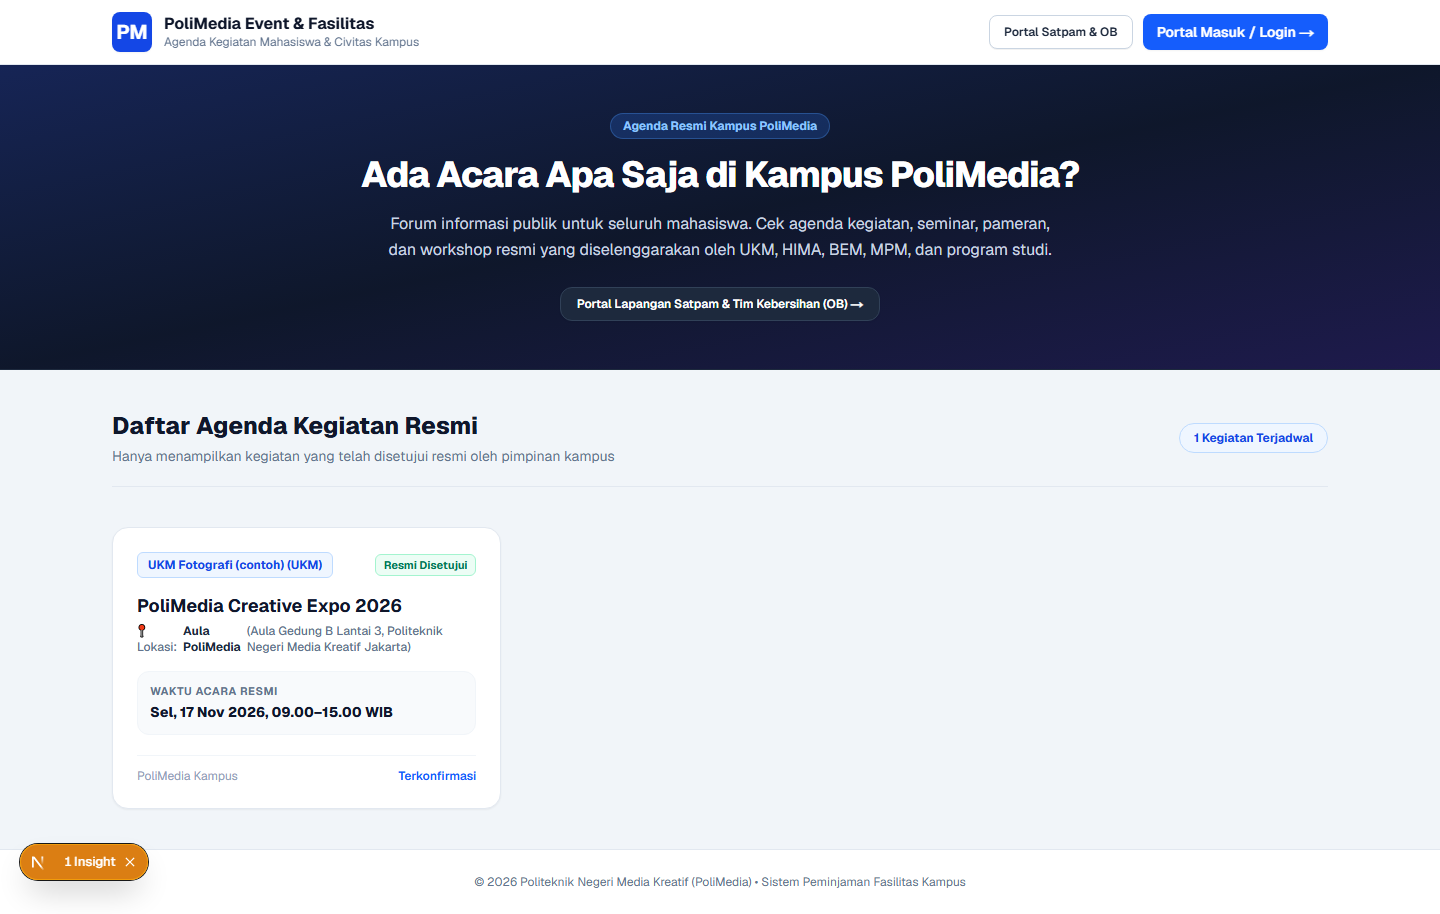 PM
PoliMedia Event & Fasilitas
Agenda Kegiatan Mahasiswa & Civitas Kampus
Portal Satpam & OB
Portal Masuk / Login →
Agenda Resmi Kampus PoliMedia
Ada Acara Apa Saja di Kampus PoliMedia?
Forum informasi publik untuk seluruh mahasiswa. Cek agenda kegiatan, seminar, pameran,
dan workshop resmi yang diselenggarakan oleh UKM, HIMA, BEM, MPM, dan program studi.
Portal Lapangan Satpam & Tim Kebersihan (OB) →
Daftar Agenda Kegiatan Resmi
Hanya menampilkan kegiatan yang telah disetujui resmi oleh pimpinan kampus
1 Kegiatan Terjadwal
UKM Fotografi (contoh) (UKM)
Resmi Disetujui
PoliMedia Creative Expo 2026
📍 Lokasi: Aula PoliMedia (Aula Gedung B Lantai 3, Politeknik Negeri Media Kreatif Jakarta)
WAKTU ACARA RESMI
Sel, 17 Nov 2026, 09.00–15.00 WIB
PoliMedia Kampus
Terkonfirmasi
N 1 Insight ×
© 2026 Politeknik Negeri Media Kreatif (PoliMedia) • Sistem Peminjaman Fasilitas Kampus